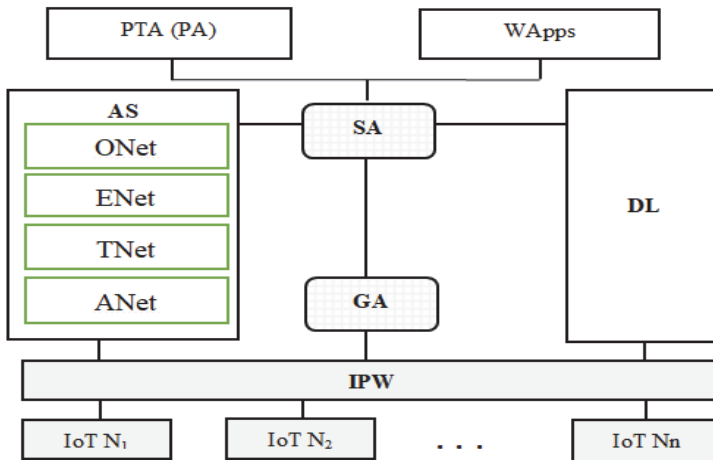 PTA (PA)
WApps
AS
ONet
ENet
TNet
ANet
SA
GA
DL
IPW
IoT N₁
IoT N₂
. . .
IoT Nn